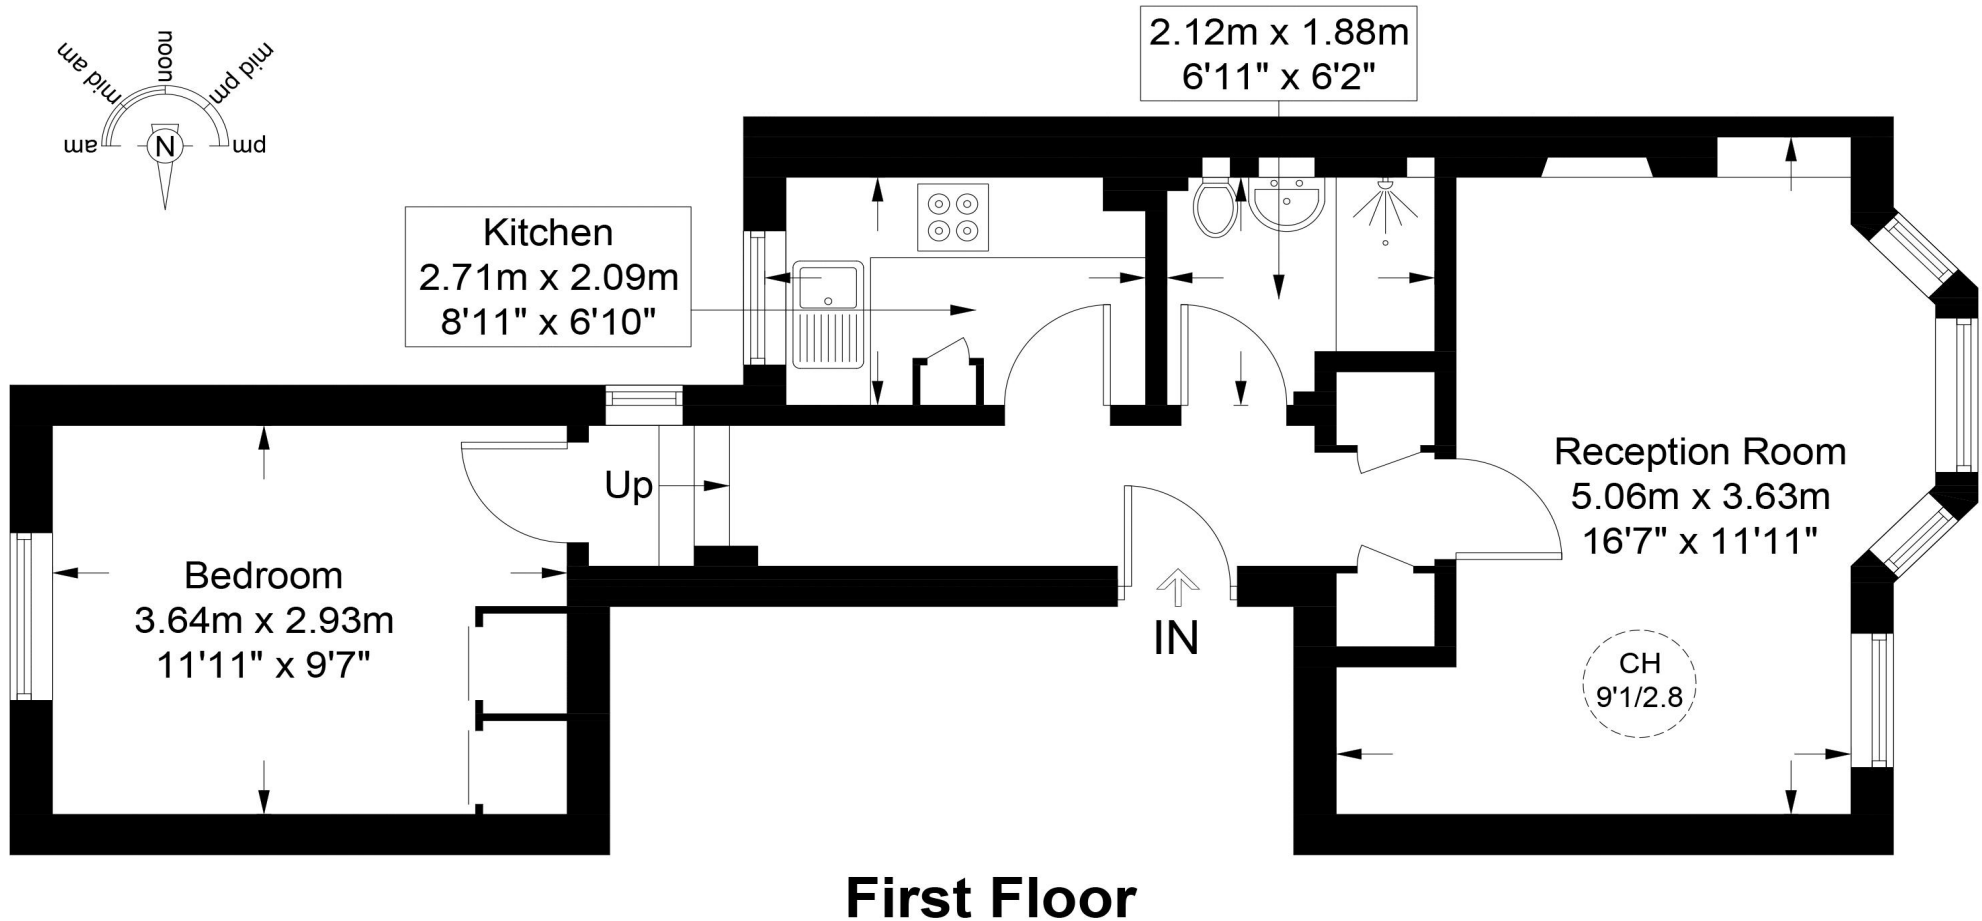 noon
mid am
mid pm
am
N
pm
2.12m x 1.88m
6'11" x 6'2"
Kitchen
2.71m x 2.09m
8'11" x 6'10"
Up
Reception Room
5.06m x 3.63m
16'7" x 11'11"
Bedroom
3.64m x 2.93m
11'11" x 9'7"
IN
CH
9'1/2.8
First Floor